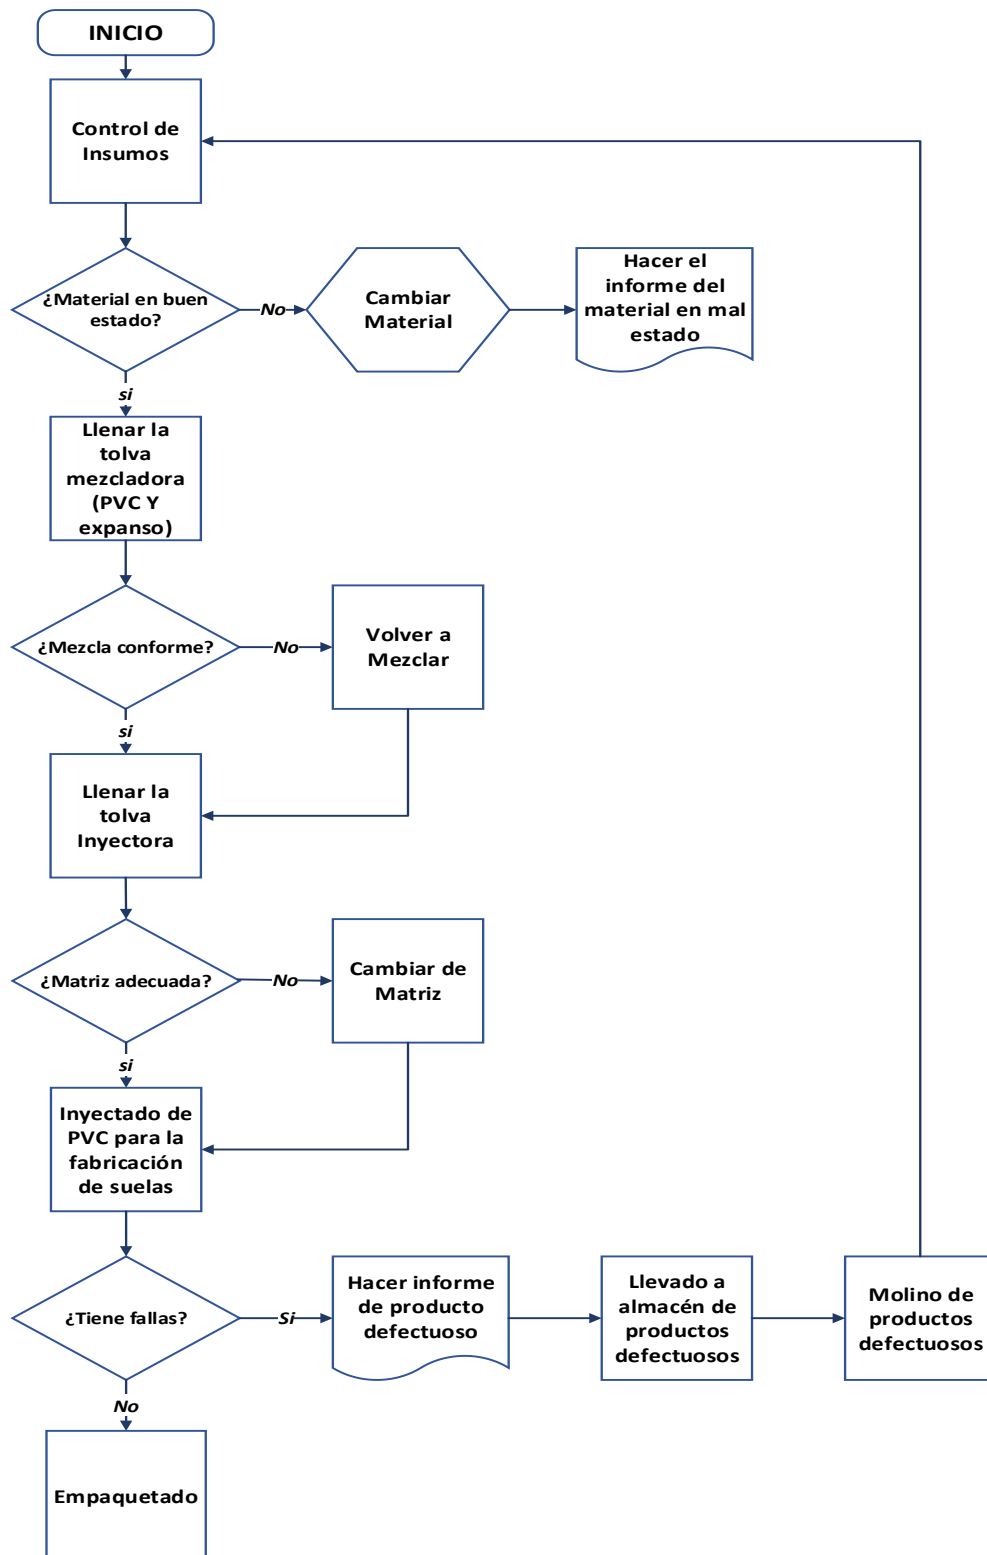 INICIO
Control de
Insumos
¿Material en buen
estado?
No
Cambiar
Material
Hacer el
informe del
material en mal
estado
si
Llenar la
tolva
mezcladora
(PVC Y
expanso)
¿Mezcla conforme?
No
Volver a
Mezclar
si
Llenar la
tolva
Inyectora
¿Matriz adecuada?
No
Cambiar de
Matriz
si
Inyectado de
PVC para la
fabricación
de suelas
¿Tiene fallas?
Si
Hacer informe
de producto
defectuoso
Llevado a
almacén de
productos
defectuosos
Molino de
productos
defectuosos
No
Empaquetado